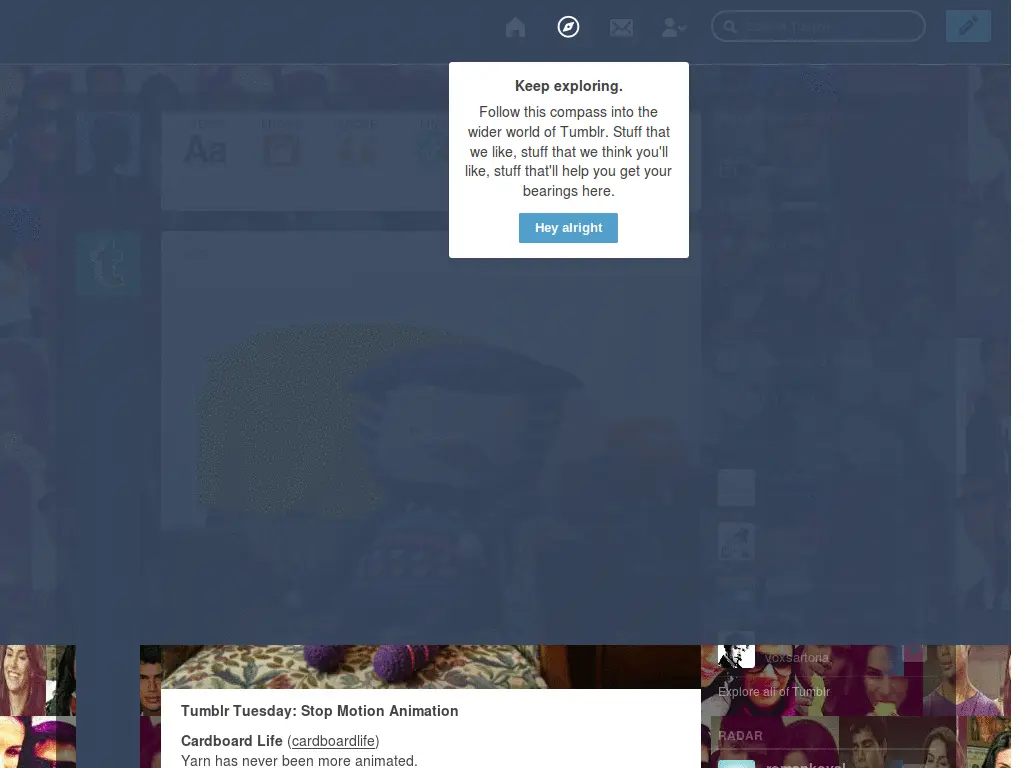 Search Tumblr
Keep exploring.
Follow this compass into the
wider world of Tumblr. Stuff that
we like, stuff that we think you'll
like, stuff that'll help you get your
bearings here.
Hey alright
Aa
voxsartoria
Explore all of Tumblr
Tumblr Tuesday: Stop Motion Animation
Cardboard Life (cardboardlife)
Yarn has never been more animated.
RADAR